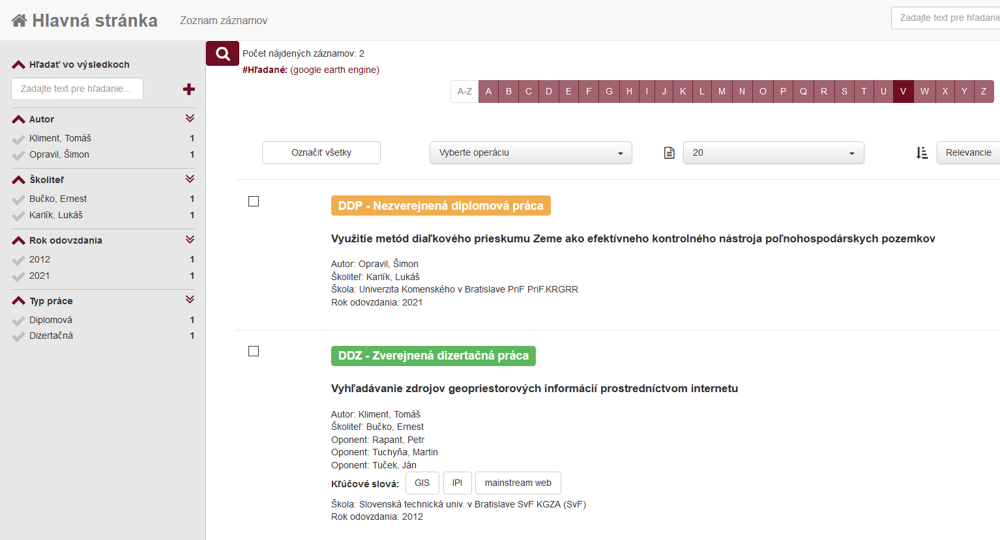 Hlavná stránka
Zoznam záznamov
Zadajte text pre hľadanie
Hľadať vo výsledkoch
Zadajte text pre hľadanie...
Autor
Kliment, Tomáš 1
Opravil, Šimon 1
Školiteľ
Bučko, Ernest 1
Karlík, Lukáš 1
Rok odovzdania
2012 1
2021 1
Typ práce
Diplomová 1
Dizertačná 1
Počet nájdených záznamov: 2
#Hľadané: (google earth engine)
A-Z A B C D E F G H I J K L M N O P Q R S T U V W X Y Z
Označiť všetky
Vyberte operáciu
20
Relevancie
DDP - Nezverejnená diplomová práca
Využitie metód diaľkového prieskumu Zeme ako efektívneho kontrolného nástroja poľnohospodárskych pozemkov
Autor: Opravil, Šimon
Školiteľ: Karlík, Lukáš
Škola: Univerzita Komenského v Bratislave PriF PriF.KRGRR
Rok odovzdania: 2021
DDZ - Zverejnená dizertačná práca
Vyhľadávanie zdrojov geopriestorových informácií prostredníctvom internetu
Autor: Kliment, Tomáš
Školiteľ: Bučko, Ernest
Oponent: Rapant, Petr
Oponent: Tuchyňa, Martin
Oponent: Tuček, Ján
Kľúčové slová: GIS IPI mainstream web
Škola: Slovenská technická univ. v Bratislave SvF KGZA (SvF)
Rok odovzdania: 2012